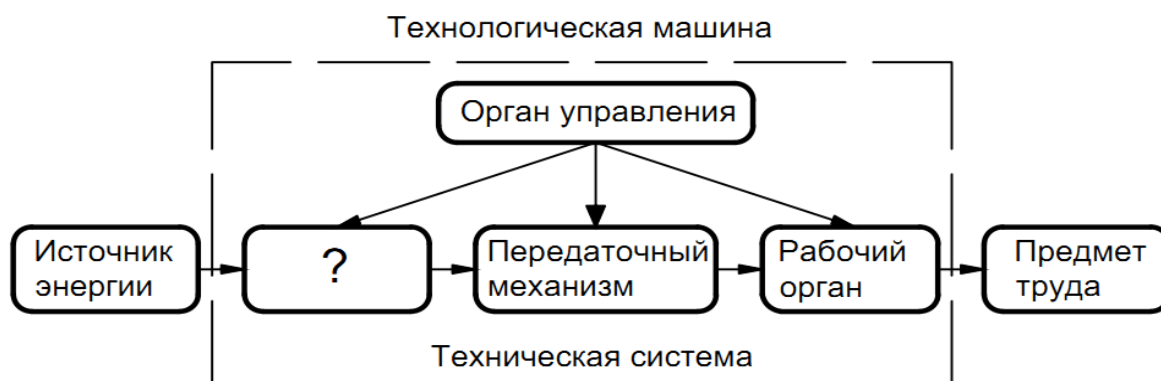 Технологическая машина
Орган управления
Источник
энергии
?
Передаточный
механизм
Рабочий
орган
Предмет
труда
Техническая система